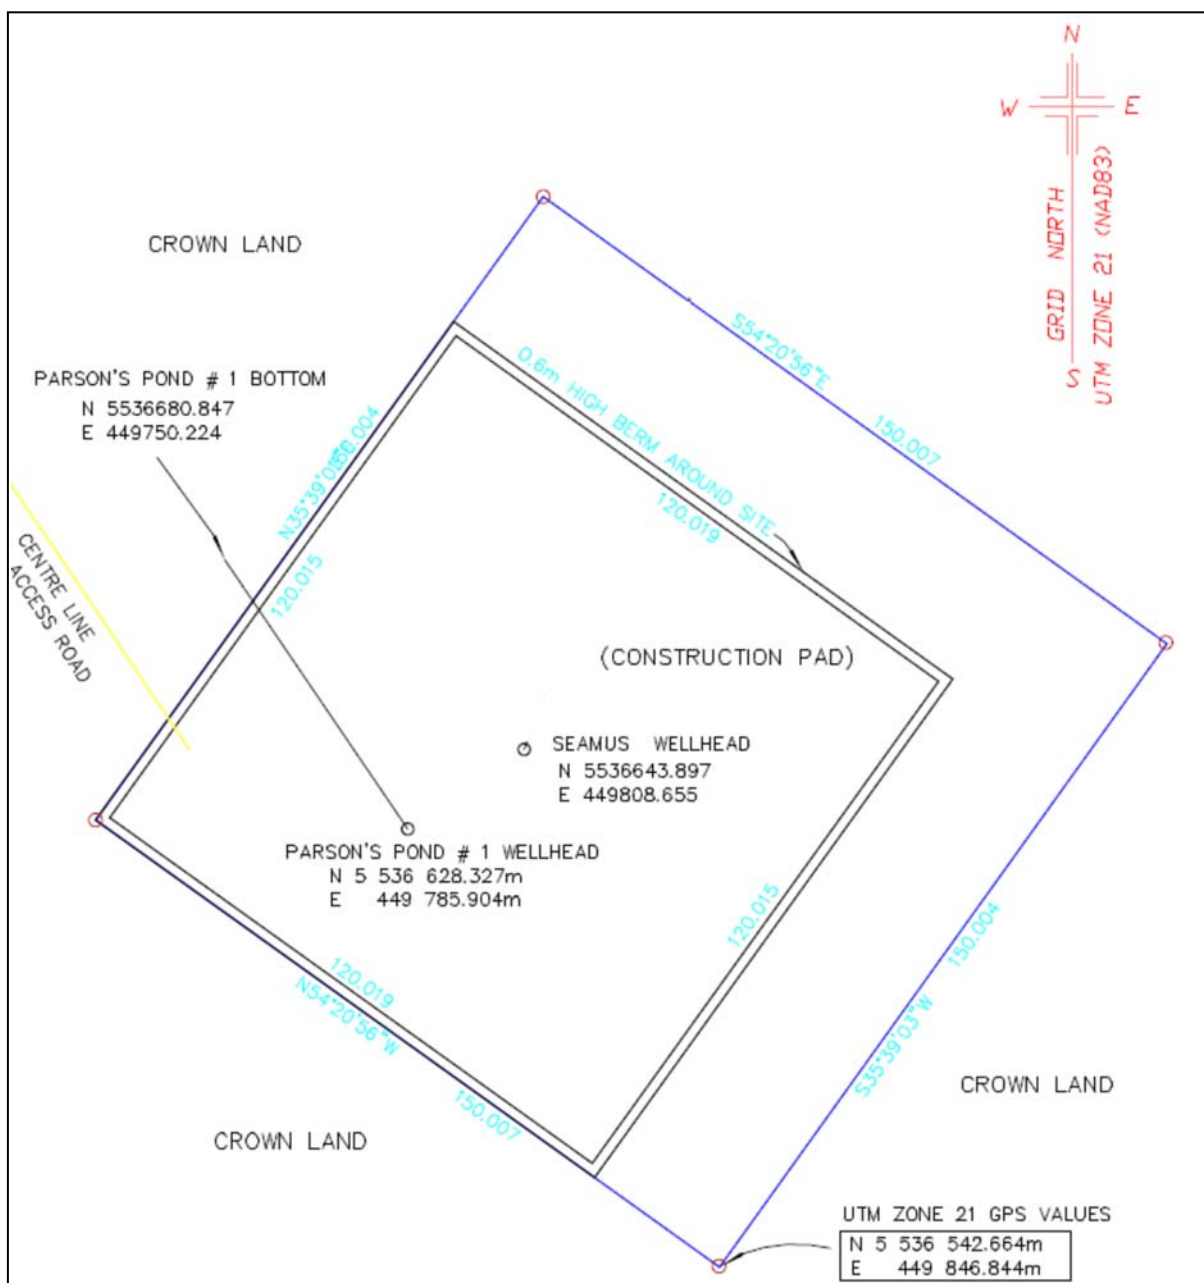 N
W E
S
GRID NORTH
UTM ZONE 21 (NAD83)
CROWN LAND
S54°20'56"E
150.007
0.6m HIGH BERM AROUND SITE
120.019
PARSON'S POND # 1 BOTTOM
N 5536680.847
E 449750.224
120.015
CENTRE LINE
ACCESS ROAD
(CONSTRUCTION PAD)
SEAMUS WELLHEAD
N 5536643.897
E 449808.655
PARSON'S POND # 1 WELLHEAD
N 5 536 628.327m
E 449 785.904m
120.015
150.004
S35°39'03"W
120.019
N54°20'56"W
150.007
CROWN LAND
CROWN LAND
UTM ZONE 21 GPS VALUES
N 5 536 542.664m
E 449 846.844m